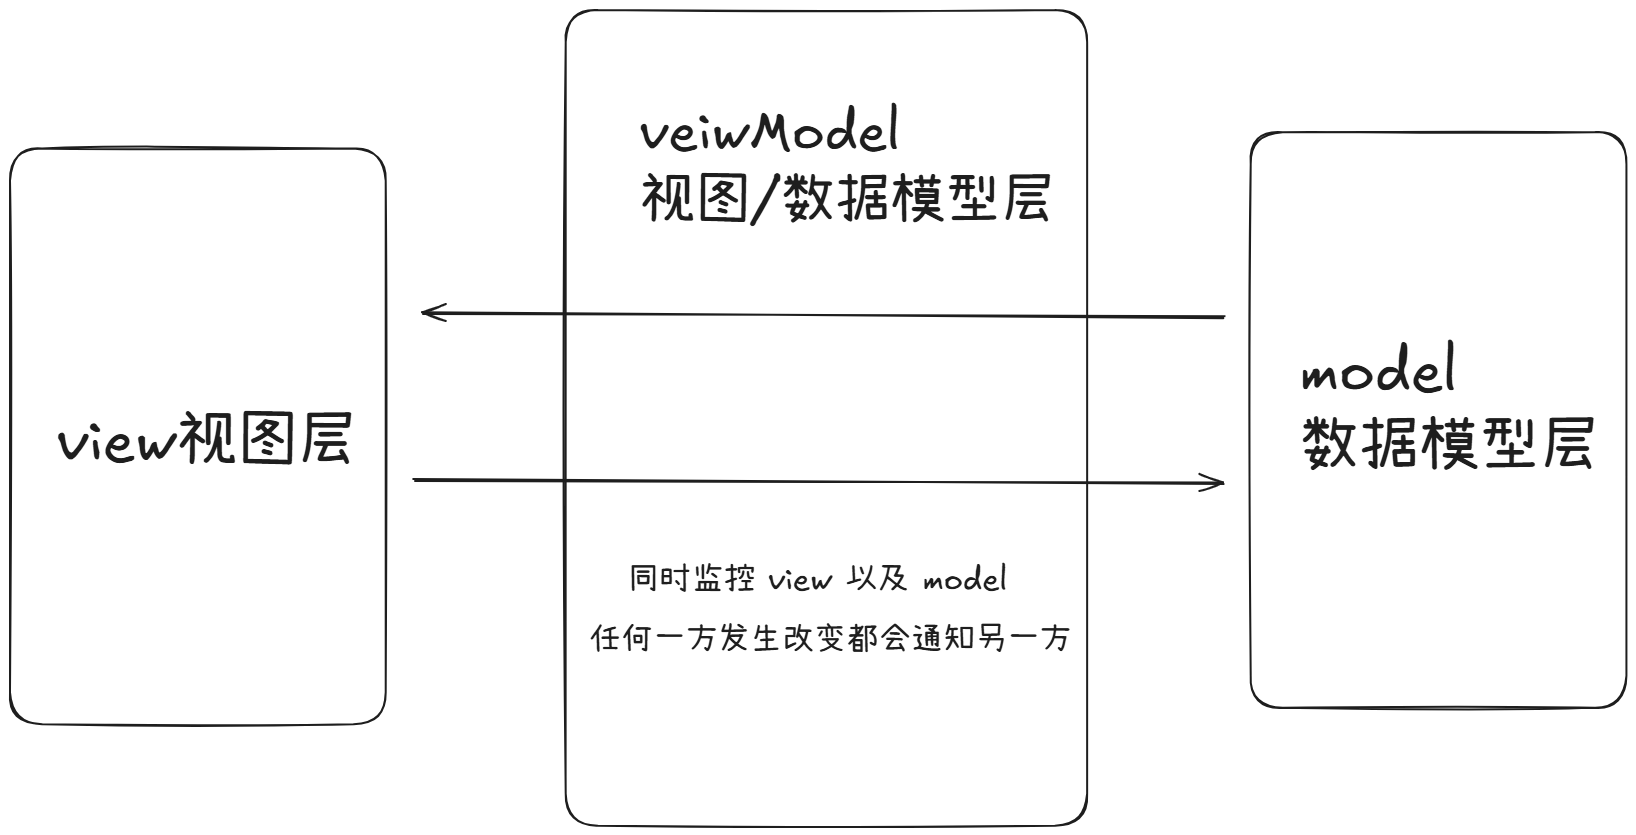 view视图层
veiwModel
视图/数据模型层
同时监控 view 以及 model
任何一方发生改变都会通知另一方
model
数据模型层